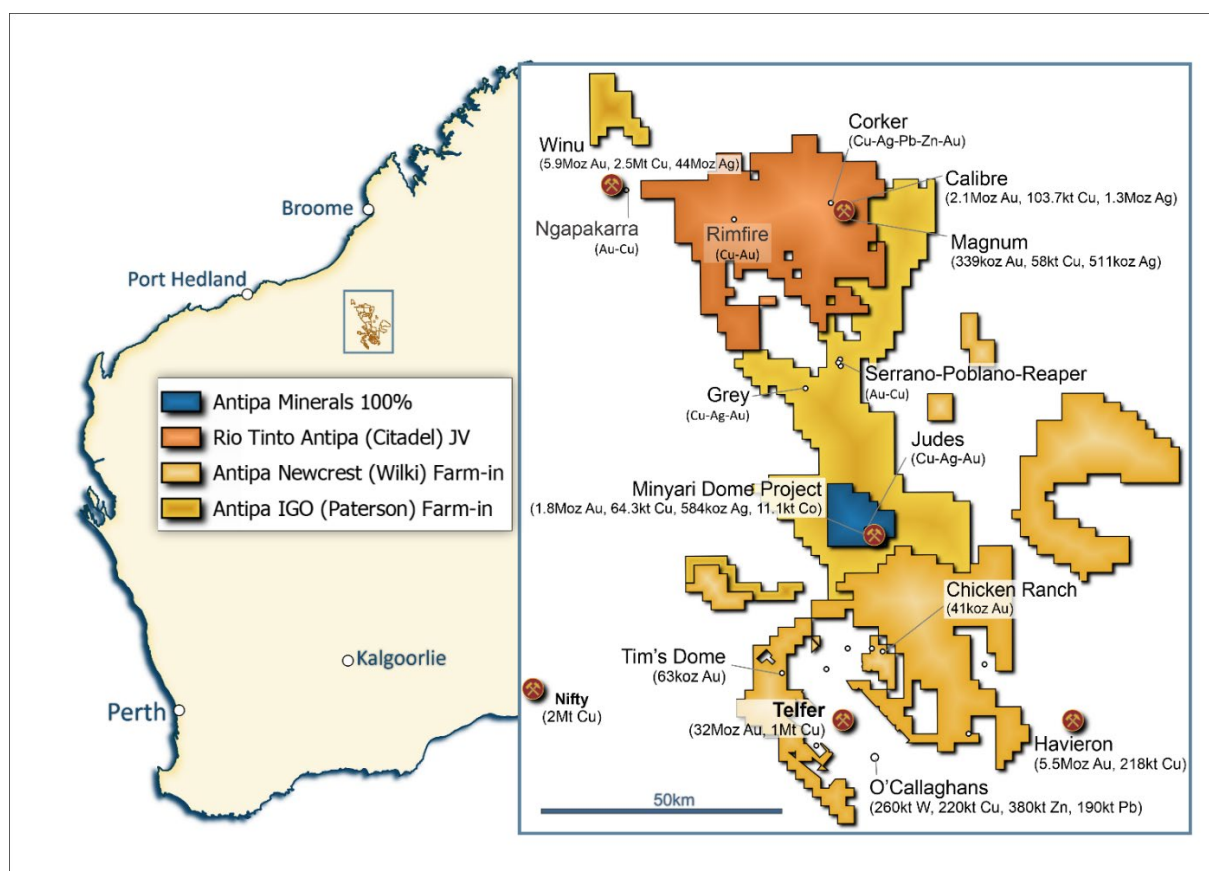 Broome
Port Hedland
Kalgoorlie
Perth
Antipa Minerals 100%
Rio Tinto Antipa (Citadel) JV
Antipa Newcrest (Wilki) Farm-in
Antipa IGO (Paterson) Farm-in
Winu
(5.9Moz Au, 2.5Mt Cu, 44Moz Ag)
Corker
(Cu-Ag-Pb-Zn-Au)
Calibre
(2.1Moz Au, 103.7kt Cu, 1.3Moz Ag)
Ngapakarra
(Au-Cu)
Rimfire
(Cu-Au)
Magnum
(339koz Au, 58kt Cu, 511koz Ag)
Serrano-Poblano-Reaper
(Au-Cu)
Grey
(Cu-Ag-Au)
Judes
(Cu-Ag-Au)
Minyari Dome Project
(1.8Moz Au, 64.3kt Cu, 584koz Ag, 11.1kt Co)
Chicken Ranch
(41koz Au)
Tim's Dome
(63koz Au)
Nifty
(2Mt Cu)
Telfer
(32Moz Au, 1Mt Cu)
Havieron
(5.5Moz Au, 218kt Cu)
O'Callaghans
(260kt W, 220kt Cu, 380kt Zn, 190kt Pb)
50km